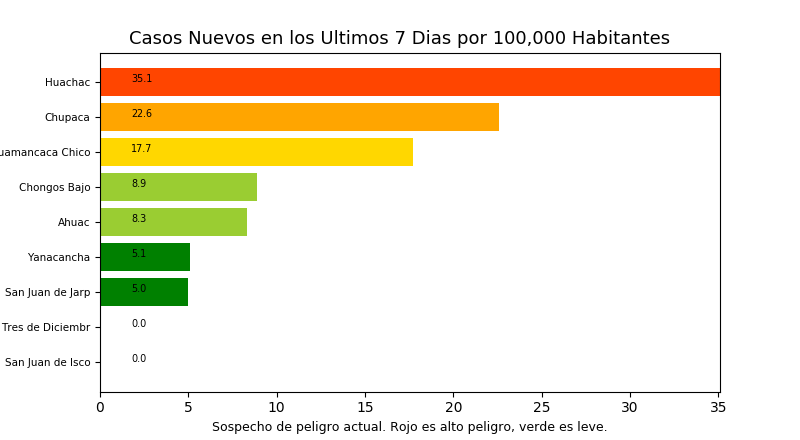 Casos Nuevos en los Ultimos 7 Dias por 100,000 Habitantes
Huachac 35.1
Chupaca 22.6
uamancaca Chico 17.7
Chongos Bajo 8.9
Ahuac 8.3
Yanacancha 5.1
San Juan de Jarp 5.0
Tres de Diciembr 0.0
San Juan de Isco 0.0
0 5 10 15 20 25 30 35
Sospecho de peligro actual. Rojo es alto peligro, verde es leve.